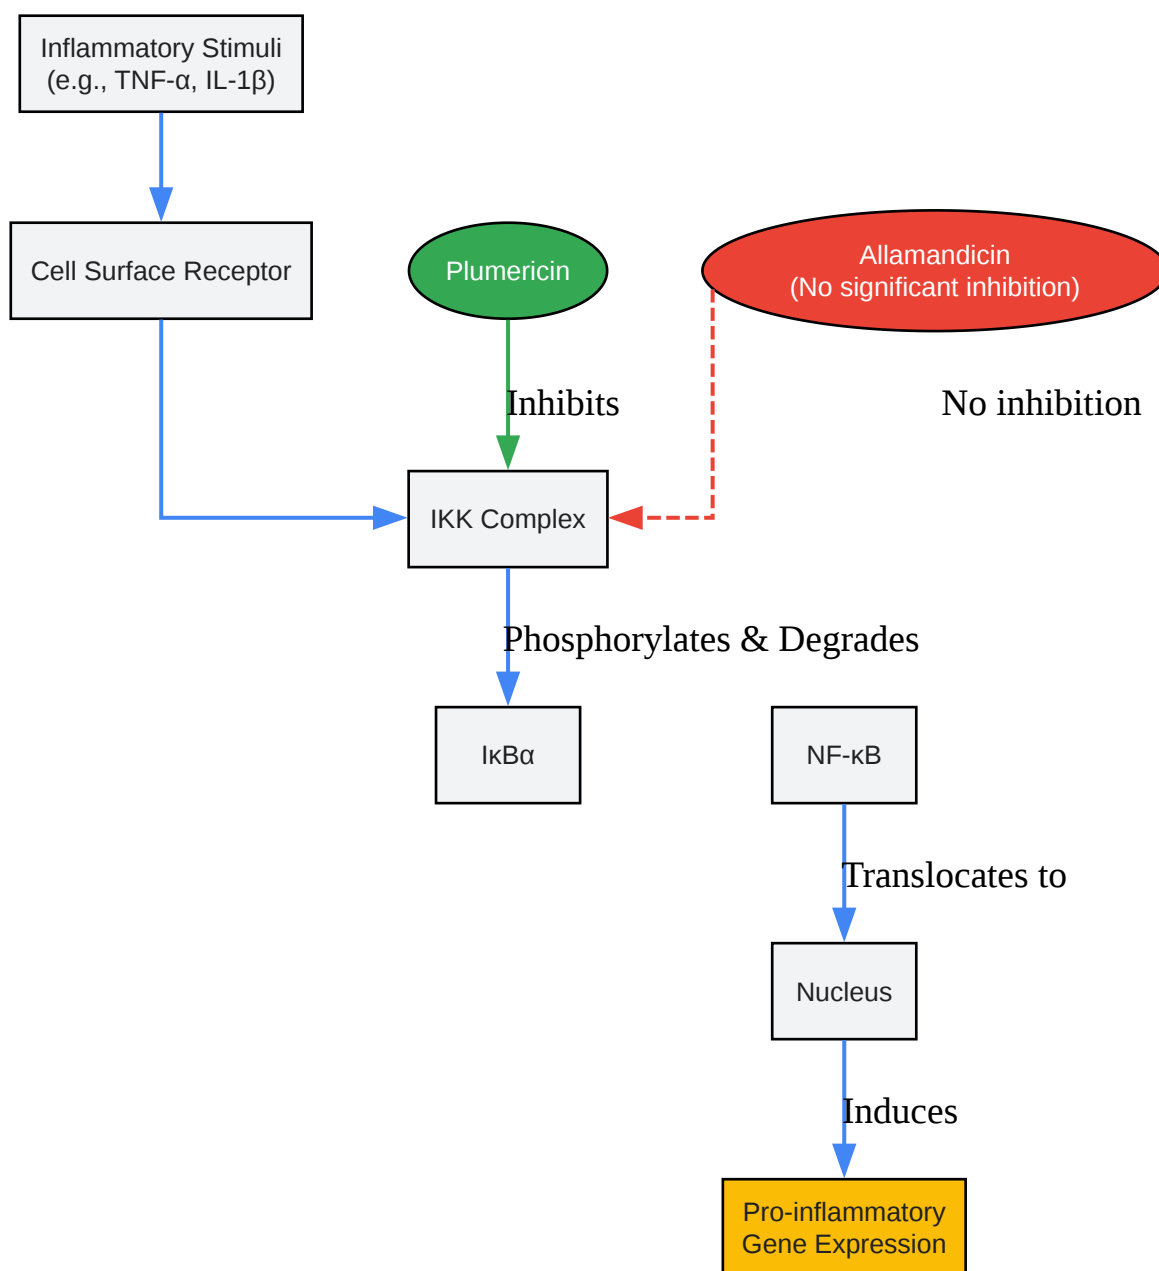 Inflammatory Stimuli
(e.g., TNF-α, IL-1β)
Cell Surface Receptor
Plumericin
Allamandicin
(No significant inhibition)
Inhibits
No inhibition
IKK Complex
Phosphorylates & Degrades
IκBα
NF-κB
Translocates to
Nucleus
Induces
Pro-inflammatory
Gene Expression